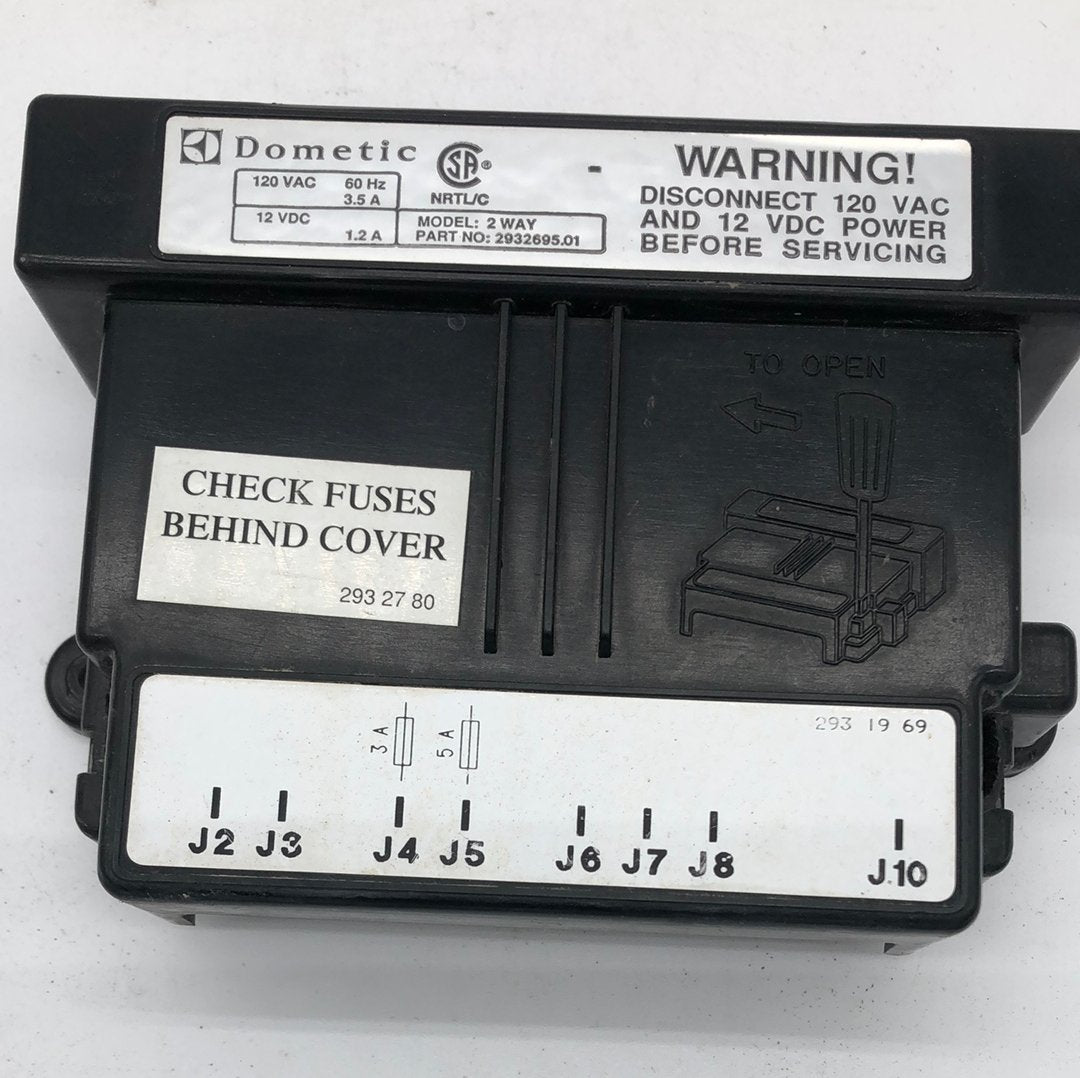 Dometic
120 VAC 60 Hz
3.5 A
12 VDC
1.2 A
SA®
NRTL/C
MODEL: 2 WAY
PART NO: 2932695.01
-
WARNING!
DISCONNECT 120 VAC
AND 12 VDC POWER
BEFORE SERVICING
TO OPEN
CHECK FUSES
BEHIND COVER
293 27 80
293 19 69
3 A 5 A
J2 J3 J4 J5 J6 J7 J8 J10